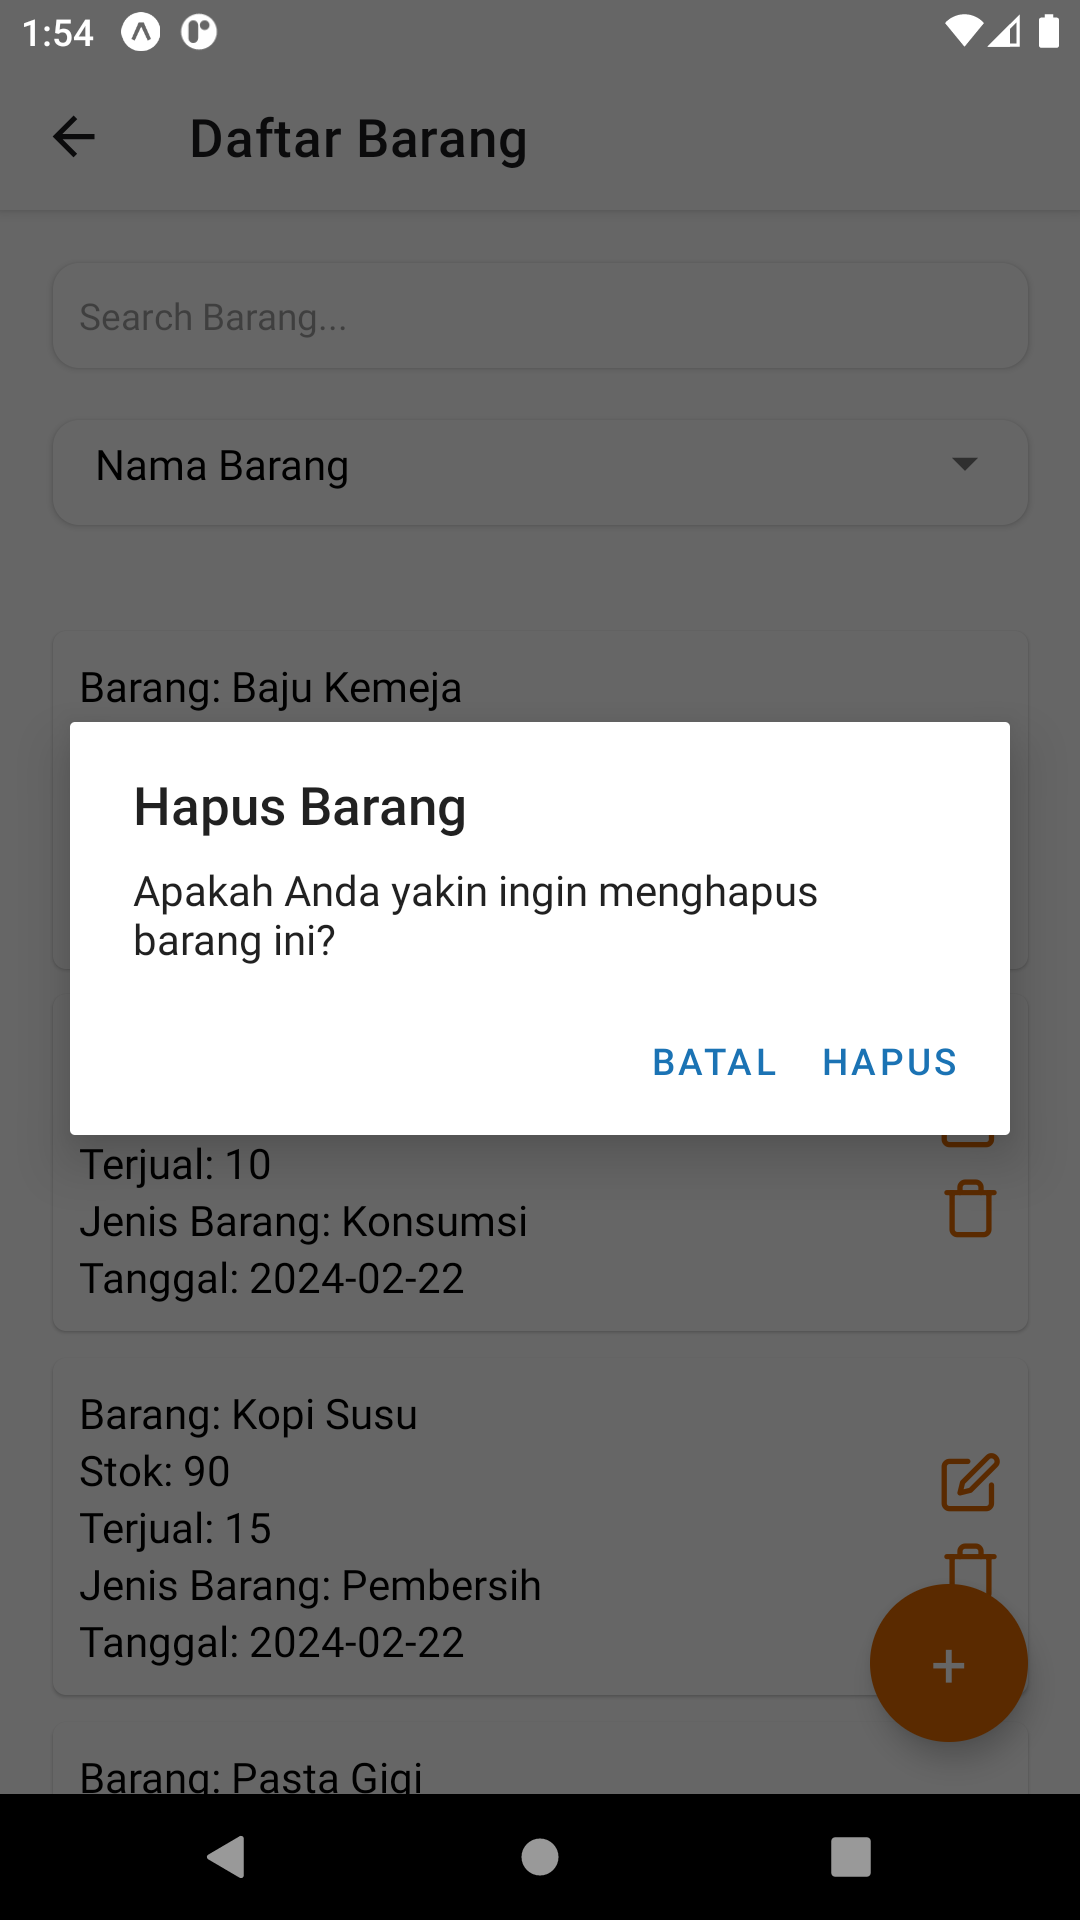 1:54
Daftar Barang
Search Barang...
Nama Barang
Barang: Baju Kemeja
Hapus Barang
Apakah Anda yakin ingin menghapus
barang ini?
BATAL HAPUS
Terjual: 10
Jenis Barang: Konsumsi
Tanggal: 2024-02-22
Barang: Kopi Susu
Stok: 90
Terjual: 15
Jenis Barang: Pembersih
Tanggal: 2024-02-22
+
Barang: Pasta Gigi